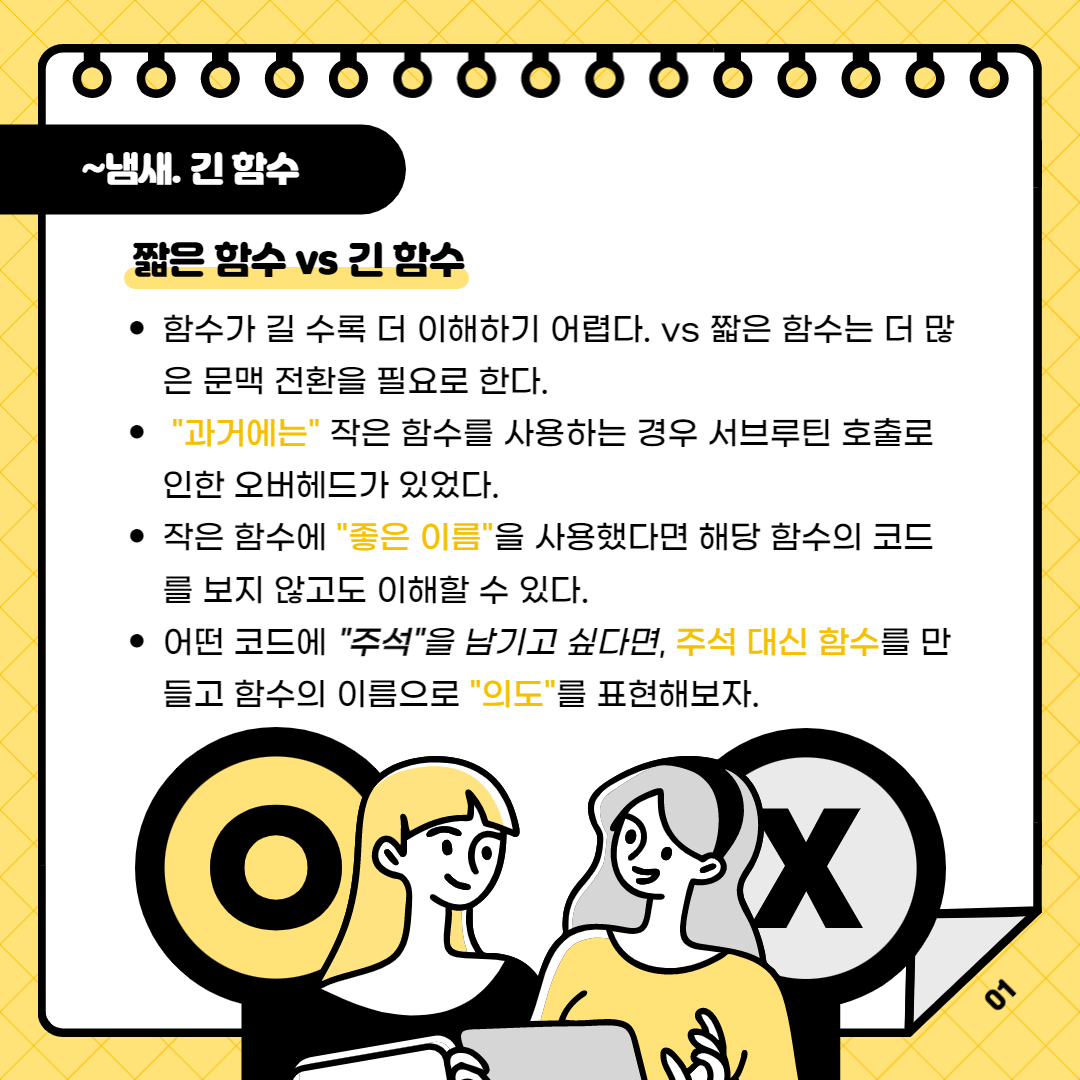 ~냄새. 긴 함수
짧은 함수 vs 긴 함수
• 함수가 길 수록 더 이해하기 어렵다. vs 짧은 함수는 더 많
은 문맥 전환을 필요로 한다.
• "과거에는" 작은 함수를 사용하는 경우 서브루틴 호출로
인한 오버헤드가 있었다.
• 작은 함수에 "좋은 이름"을 사용했다면 해당 함수의 코드
를 보지 않고도 이해할 수 있다.
• 어떤 코드에 "주석"을 남기고 싶다면, 주석 대신 함수를 만
들고 함수의 이름으로 "의도"를 표현해보자.
O X
01